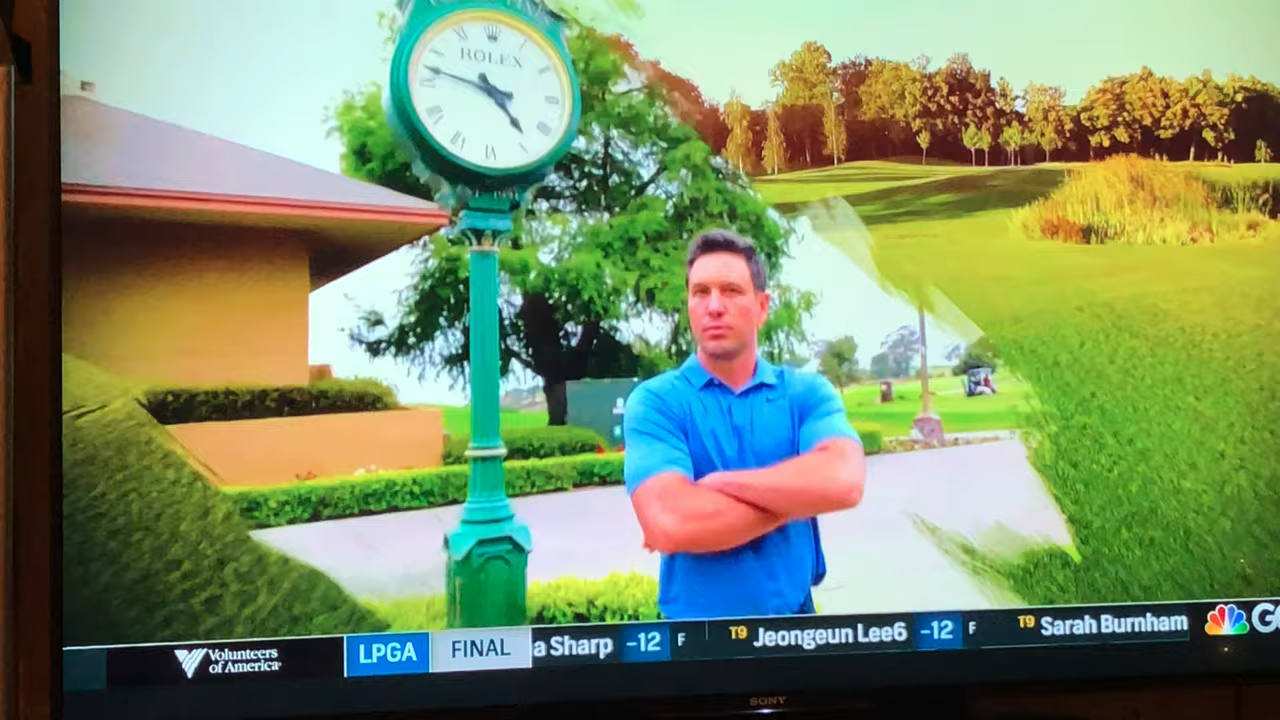 ROLEX
Volunteers
of America
LPGA FINAL a Sharp -12 F T9 Jeongeun Lee6 -12 F T9 Sarah Burnham
SONY